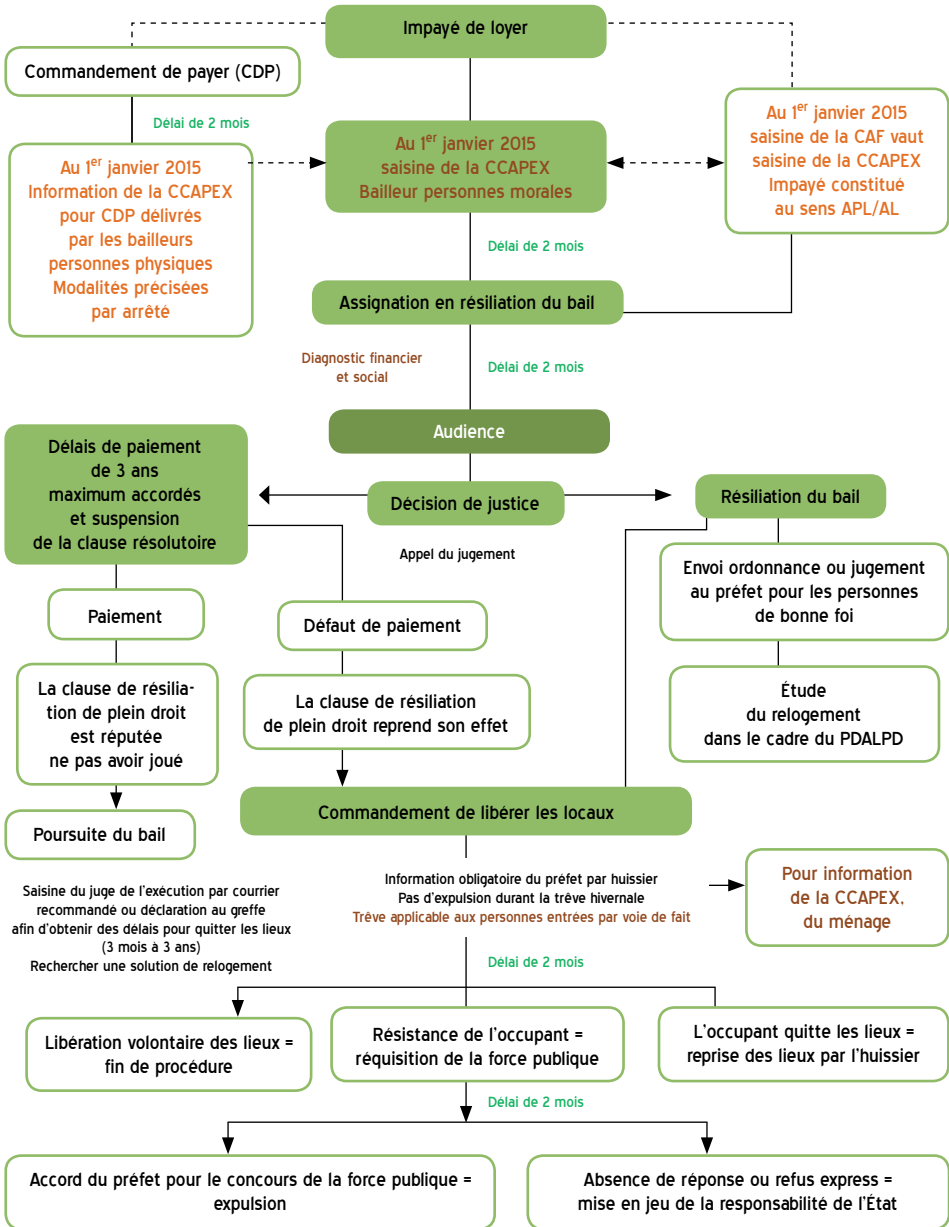 Impayé de loyer
Commandement de payer (CDP)
Délai de 2 mois
Au 1er janvier 2015
Information de la CCAPEX
pour CDP délivrés
par les bailleurs
personnes physiques
Modalités précisées
par arrêté
Au 1er janvier 2015
saisine de la CCAPEX
Bailleur personnes morales
Au 1er janvier 2015
saisine de la CAF vaut
saisine de la CCAPEX
Impayé constitué
au sens APL/AL
Délai de 2 mois
Assignation en résiliation du bail
Diagnostic financier
et social
Délai de 2 mois
Audience
Délais de paiement
de 3 ans
maximum accordés
et suspension
de la clause résolutoire
Décision de justice
Résiliation du bail
Appel du jugement
Envoi ordonnance ou jugement
au préfet pour les personnes
de bonne foi
Paiement
Défaut de paiement
La clause de résilia-
tion de plein droit
est réputée
ne pas avoir joué
La clause de résiliation
de plein droit reprend son effet
Étude
du relogement
dans le cadre du PDALPD
Commandement de libérer les locaux
Poursuite du bail
Saisine du juge de l'exécution par courrier
recommandé ou déclaration au greffe
afin d'obtenir des délais pour quitter les lieux
(3 mois à 3 ans)
Rechercher une solution de relogement
Information obligatoire du préfet par huissier
Pas d'expulsion durant la trêve hivernale
Trêve applicable aux personnes entrées par voie de fait
Pour information
de la CCAPEX,
du ménage
Délai de 2 mois
Libération volontaire des lieux =
fin de procédure
Résistance de l'occupant =
réquisition de la force publique
L'occupant quitte les lieux =
reprise des lieux par l'huissier
Délai de 2 mois
Accord du préfet pour le concours de la force publique =
expulsion
Absence de réponse ou refus express =
mise en jeu de la responsabilité de l'État